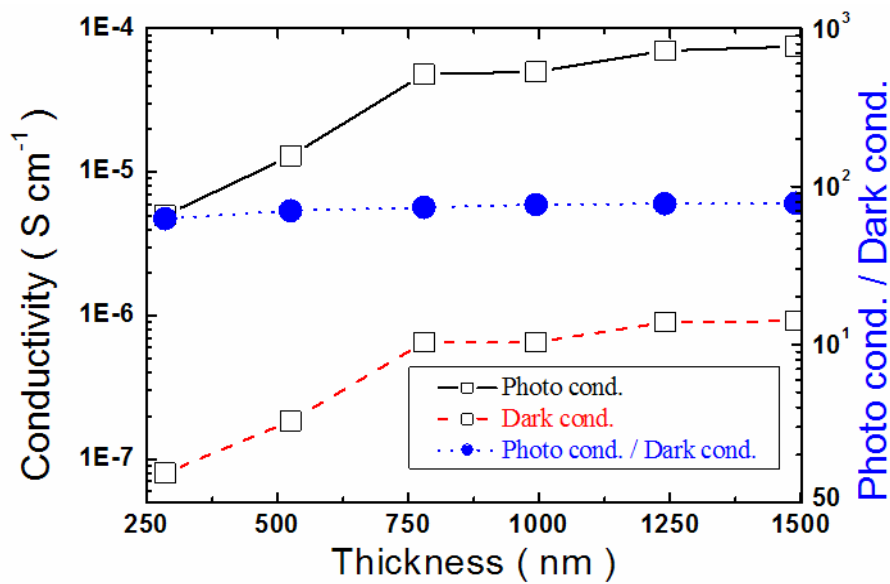 Conductivity ( S cm⁻¹)
1E-4
1E-5
1E-6
1E-7
10³
10²
10¹
50
Photo cond. / Dark cond.
Photo cond.
Dark cond.
Photo cond. / Dark cond.
250 500 750 1000 1250 1500
Thickness ( nm )